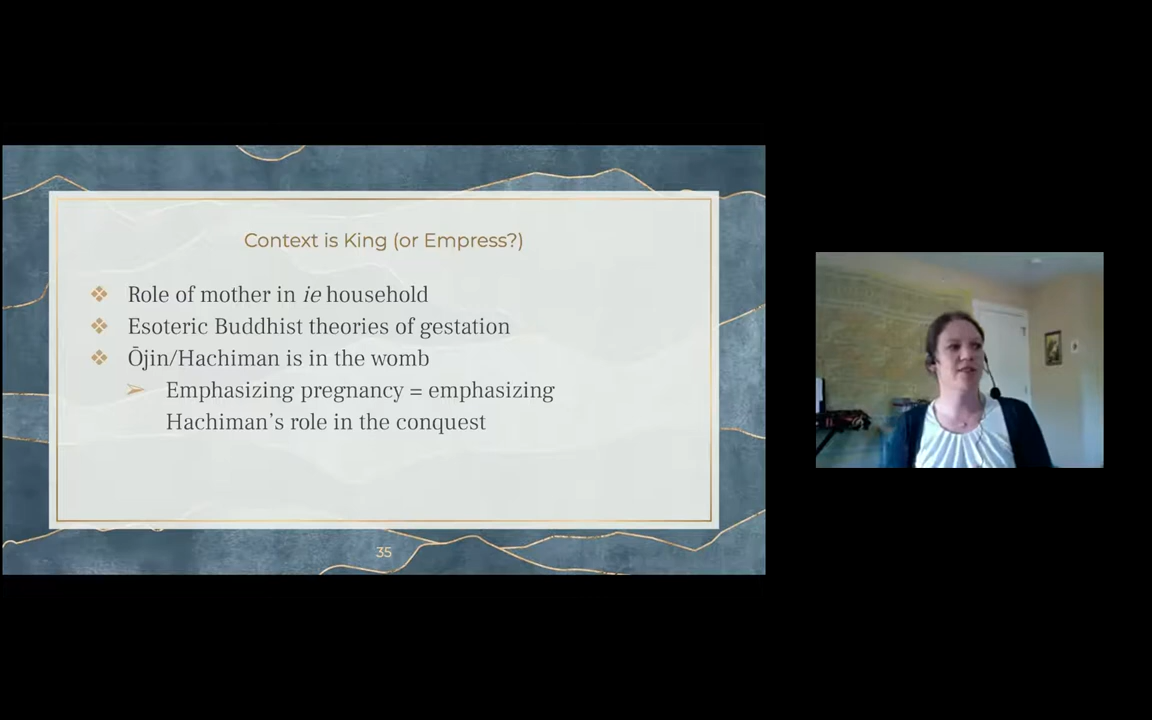 Context is King (or Empress?)
Role of mother in ie household
Esoteric Buddhist theories of gestation
Ōjin/Hachiman is in the womb
Emphasizing pregnancy = emphasizing
Hachiman's role in the conquest
35